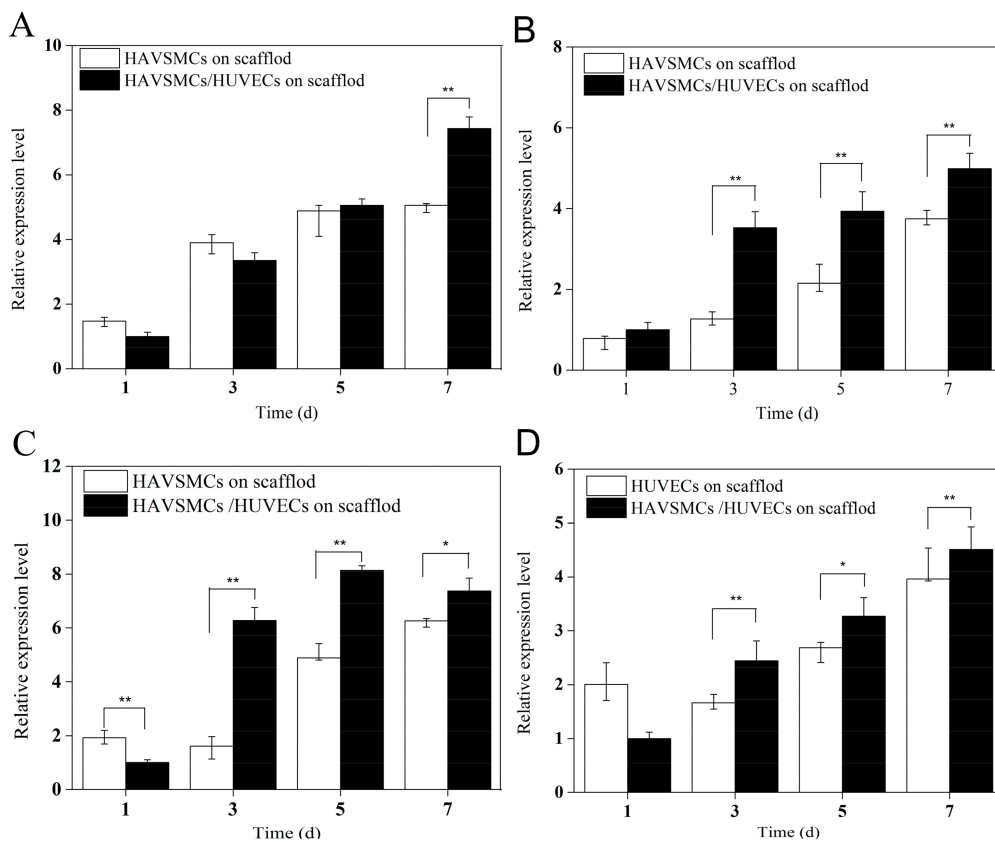 A
10
8
6
4
2
0
Relative expression level
HAVSMCs on scafflod
HAVSMCs/HUVECs on scafflod
**
1 3 5 7
Time (d)
B
8
6
4
2
0
Relative expression level
HAVSMCs on scafflod
HAVSMCs/HUVECs on scafflod
** ** **
1 3 5 7
Time (d)
C
12
10
8
6
4
2
0
Relative expression level
HAVSMCs on scafflod
HAVSMCs /HUVECs on scafflod
** ** ** *
1 3 5 7
Time (d)
D
6
5
4
3
2
1
0
Relative expression level
HUVECs on scafflod
HAVSMCs /HUVECs on scafflod
** * **
1 3 5 7
Time (d)